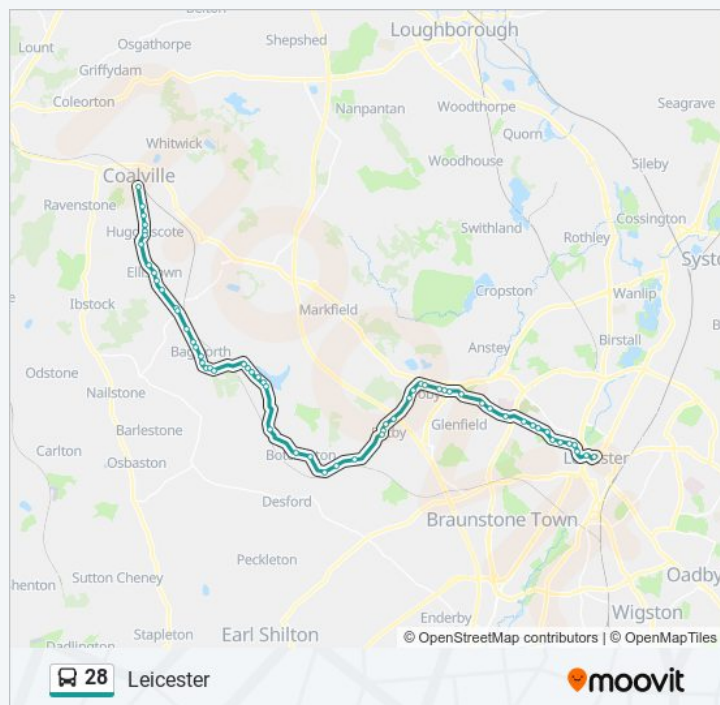 Loughborough
Lount
Osgathorpe
Shepshed
Griffydam
Coleorton
Nanpantan
Woodthorpe
Seagrave
Quorn
Whitwick
Woodhouse
Sileby
Coalville
Ravenstone
Swithland
Cossington
Rothley
Syst
Ibstock
Markfield
Cropston
Wanlip
Birstall
Anstey
Odstone
Nailstone
Barlestone
Glenfield
Carlton
Osbaston
Desford
Braunstone Town
Peckleton
Sutton Cheney
Oadby
Enderby
Wigston
Stapleton
Earl Shilton
Dadlington
© OpenStreetMap contributors | © OpenMapTiles
28 Leicester
moovit